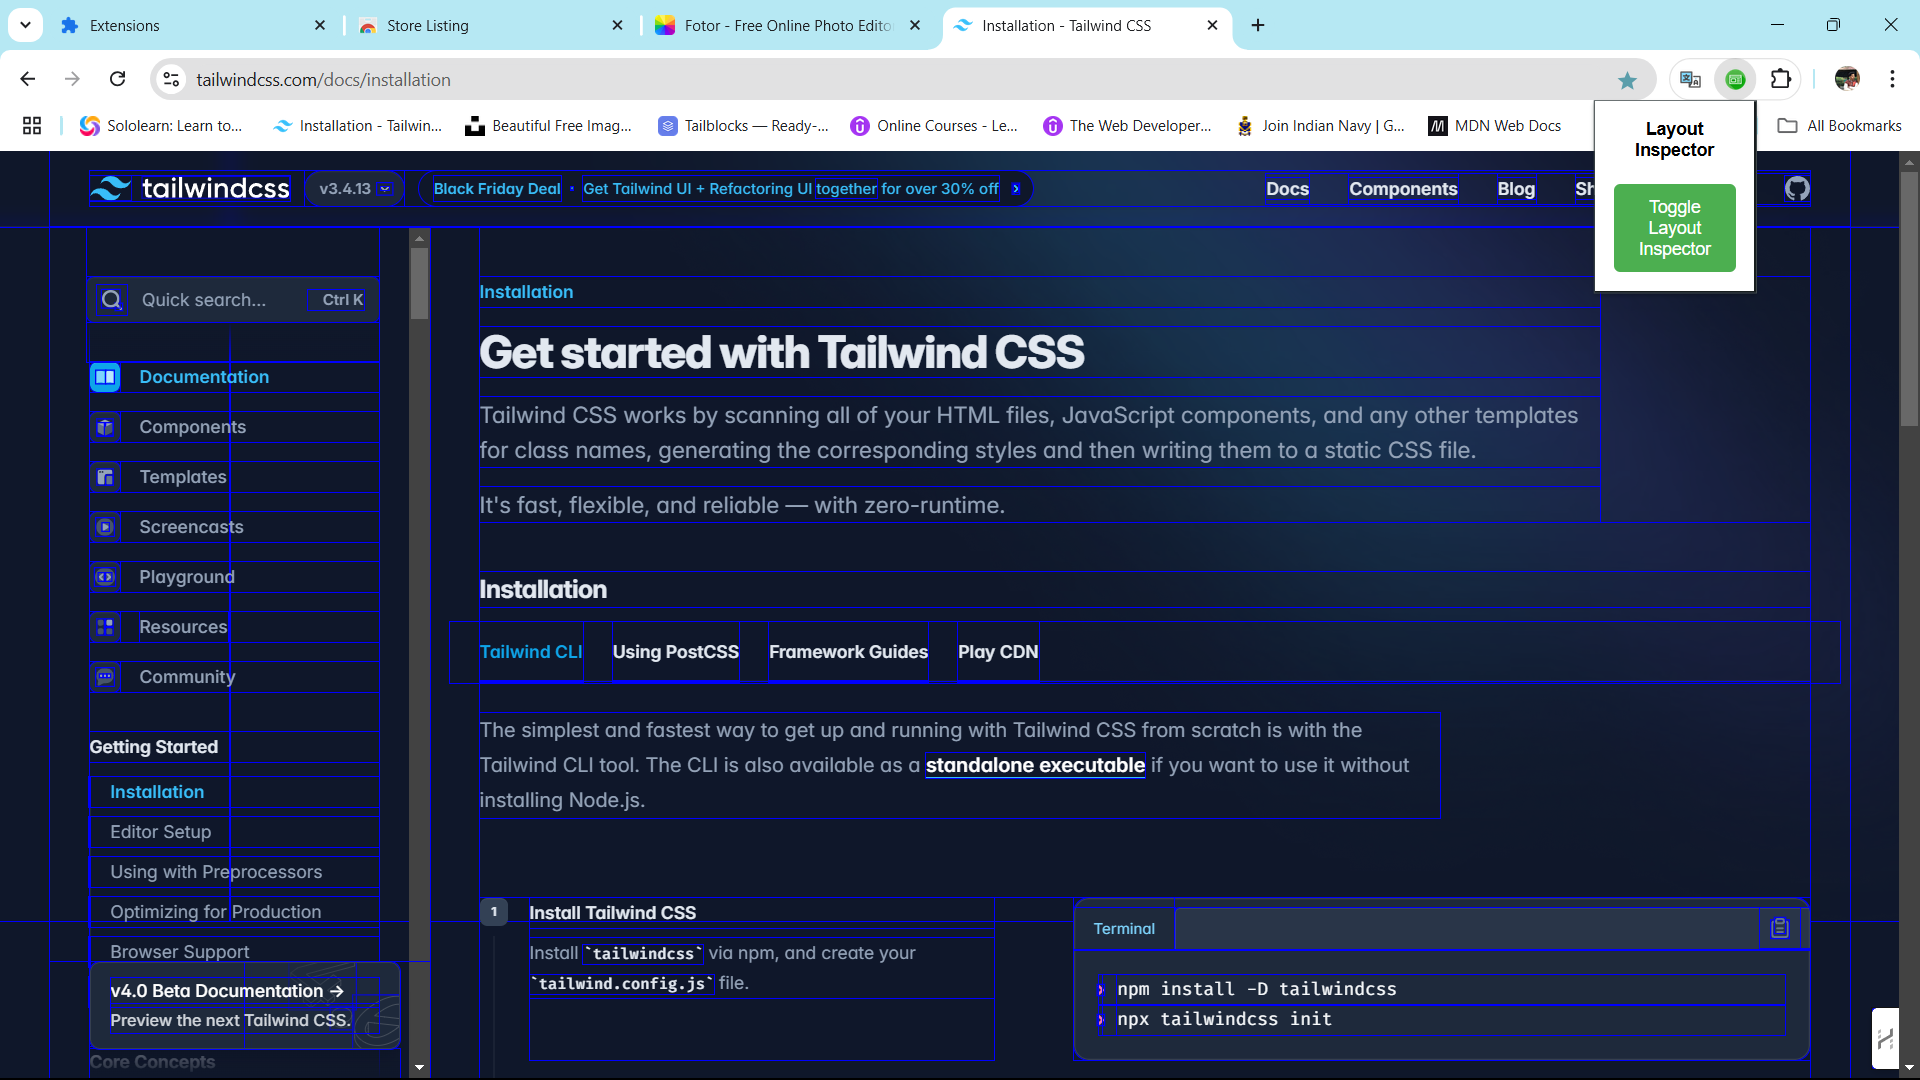 Extensions
Store Listing
Fotor - Free Online Photo Edito
Installation - Tailwind CSS
tailwindcss.com/docs/installation
Sololearn: Learn to...
Installation - Tailwin...
Beautiful Free Imag...
Tailblocks — Ready-...
Online Courses - Le...
The Web Developer...
Join Indian Navy | G...
MDN Web Docs
All Bookmarks
Layout
Inspector
Toggle
Layout
Inspector
tailwindcss
v3.4.13
Black Friday Deal · Get Tailwind UI + Refactoring UI together for over 30% off
Docs
Components
Blog
Sh
Quick search...
Ctrl K
Documentation
Components
Templates
Screencasts
Playground
Resources
Community
Getting Started
Installation
Editor Setup
Using with Preprocessors
Optimizing for Production
Browser Support
v4.0 Beta Documentation →
Preview the next Tailwind CSS.
Core Concepts
Installation
Get started with Tailwind CSS
Tailwind CSS works by scanning all of your HTML files, JavaScript components, and any other templates
for class names, generating the corresponding styles and then writing them to a static CSS file.
It's fast, flexible, and reliable — with zero-runtime.
Installation
Tailwind CLI
Using PostCSS
Framework Guides
Play CDN
The simplest and fastest way to get up and running with Tailwind CSS from scratch is with the
Tailwind CLI tool. The CLI is also available as a standalone executable if you want to use it without
installing Node.js.
1
Install Tailwind CSS
Install `tailwindcss` via npm, and create your
`tailwind.config.js` file.
Terminal
npm install -D tailwindcss
npx tailwindcss init